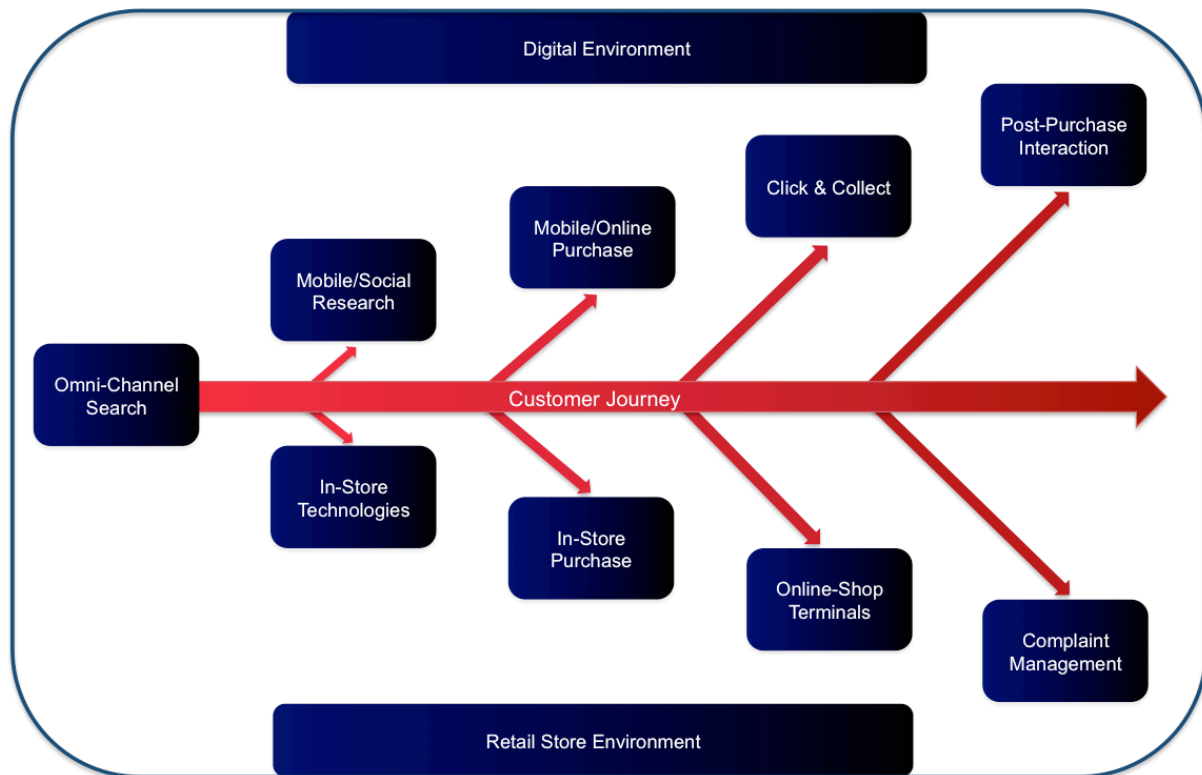 Digital Environment
Post-Purchase
Interaction
Click & Collect
Mobile/Online
Purchase
Mobile/Social
Research
Omni-Channel
Search
Customer Journey
In-Store
Technologies
In-Store
Purchase
Online-Shop
Terminals
Complaint
Management
Retail Store Environment